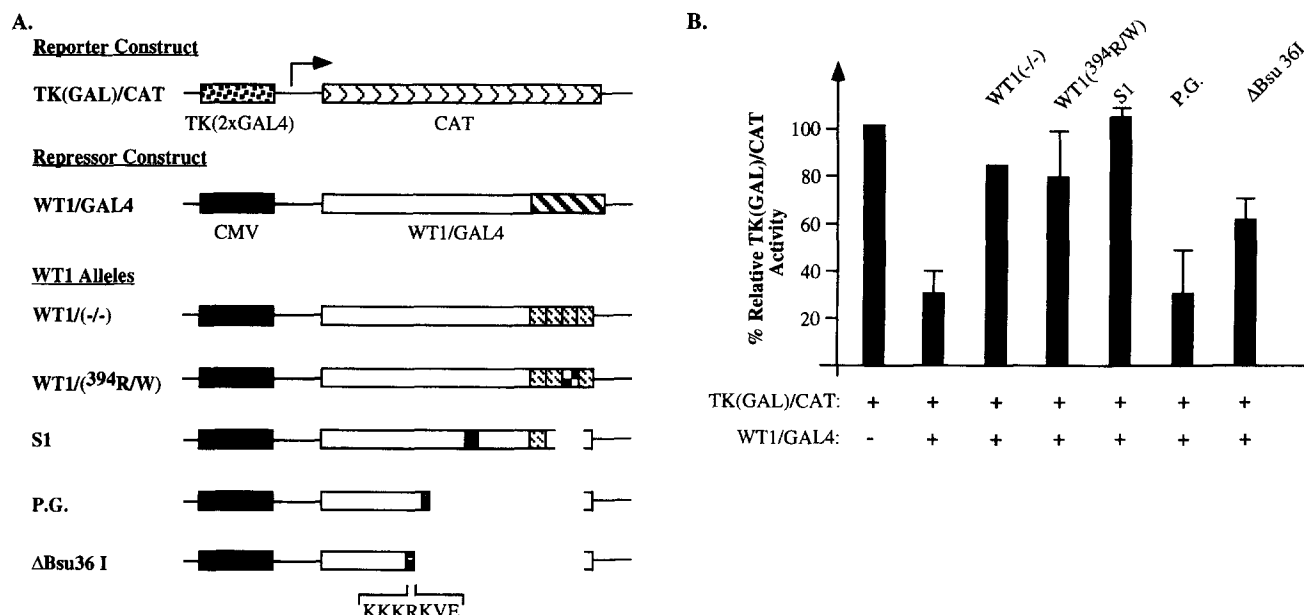 A.
Reporter Construct
TK(GAL)/CAT
TK(2xGAL4)
CAT
Repressor Construct
WT1/GAL4
CMV
WT1/GAL4
WT1 Alleles
WT1/(-/-)
WT1/(394R/W)
S1
P.G.
ΔBsu36 I
KKKRKVE
B.
WT1(-/-)
WT1(394R/W)
S1
P.G.
ΔBsu 36I
% Relative TK(GAL)/CAT
Activity
100
80
60
40
20
TK(GAL)/CAT: + + + + + + +
WT1/GAL4: - + + + + + +